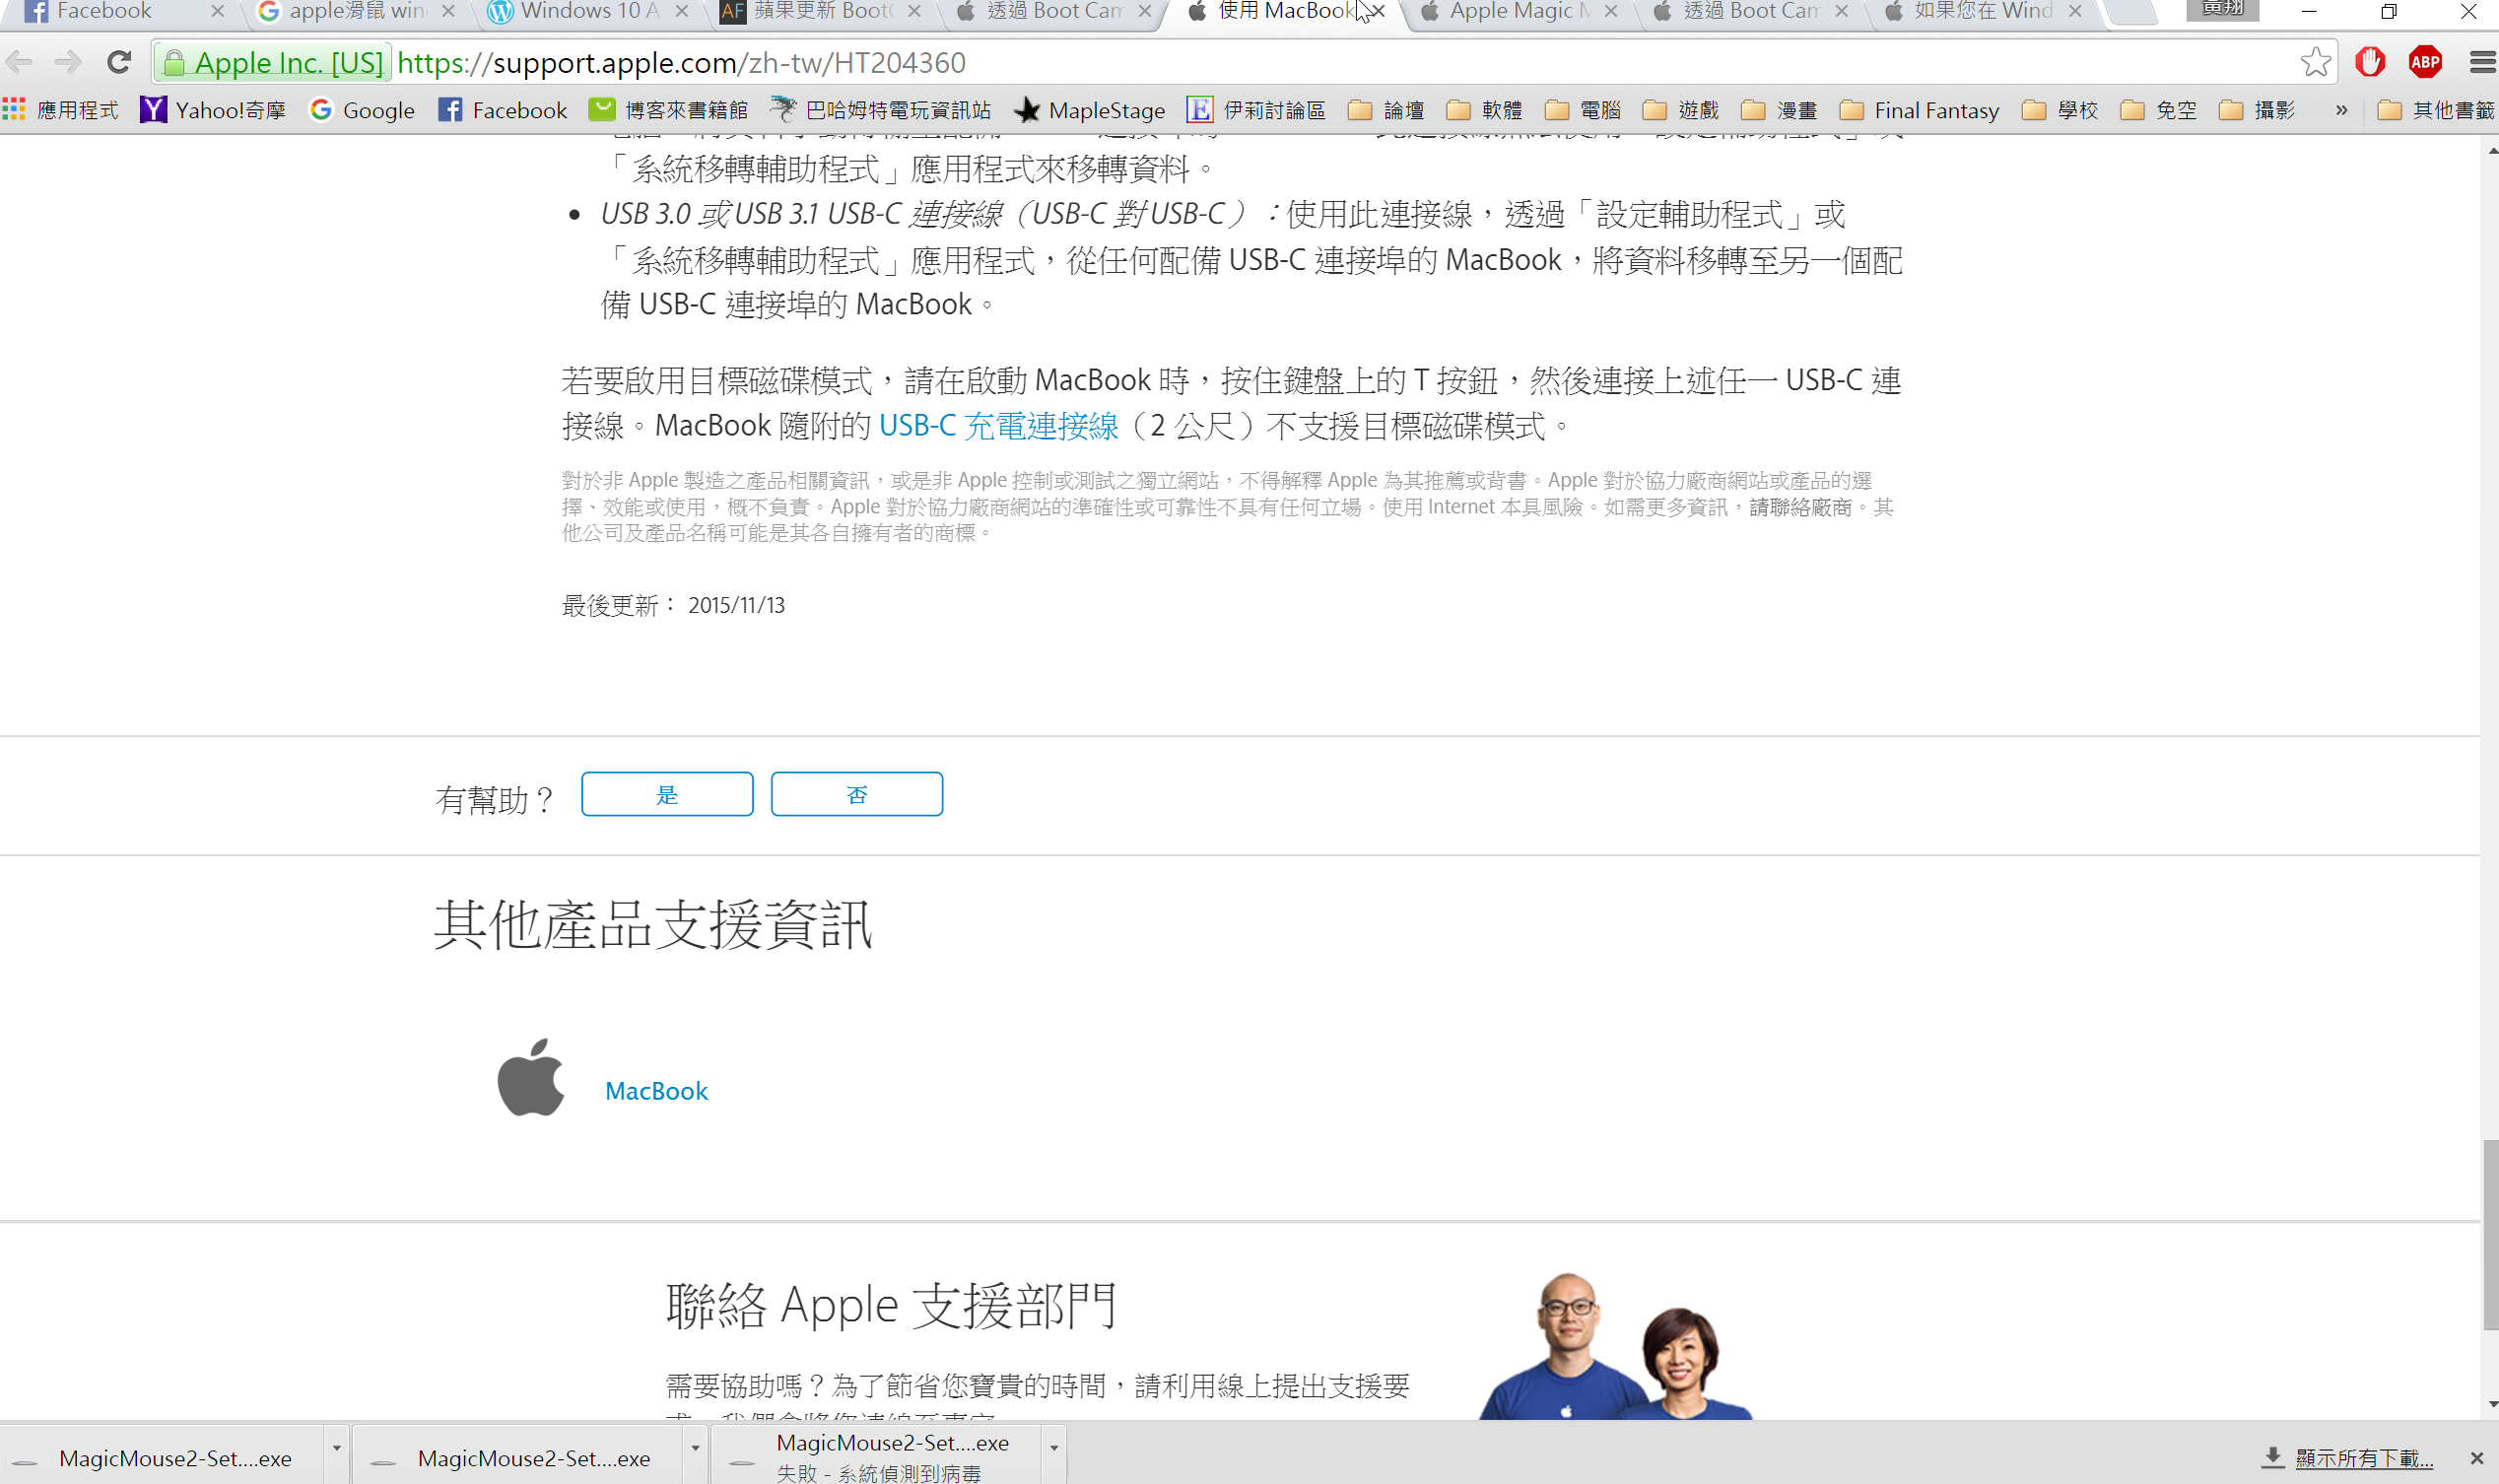 Facebook
apple滑鼠 win
Windows 10 A
AF 蘋果更新 Boot
透過 Boot Cam
使用 MacBook
Apple Magic M
透過 Boot Cam
如果您在 Wind
黃翔
Apple Inc. [US] https://support.apple.com/zh-tw/HT204360
ABP
應用程式 Yahoo!奇摩 Google Facebook 博客來書籍館 巴哈姆特電玩資訊站 MapleStage 伊莉討論區 論壇 軟體 電腦 遊戲 漫畫 Final Fantasy 學校 免空 攝影 » 其他書籤
「系統移轉輔助程式」應用程式來移轉資料。
• USB 3.0 或 USB 3.1 USB-C 連接線（USB-C 對 USB-C）：使用此連接線，透過「設定輔助程式」或
「系統移轉輔助程式」應用程式，從任何配備 USB-C 連接埠的 MacBook，將資料移轉至另一個配
備 USB-C 連接埠的 MacBook。
若要啟用目標磁碟模式，請在啟動 MacBook 時，按住鍵盤上的 T 按鈕，然後連接上述任一 USB-C 連
接線。MacBook 隨附的 USB-C 充電連接線（2 公尺）不支援目標磁碟模式。
對於非 Apple 製造之產品相關資訊，或是非 Apple 控制或測試之獨立網站，不得解釋 Apple 為其推薦或背書。Apple 對於協力廠商網站或產品的選
擇、效能或使用，概不負責。Apple 對於協力廠商網站的準確性或可靠性不具有任何立場。使用 Internet 本具風險。如需更多資訊，請聯絡廠商。其
他公司及產品名稱可能是其各自擁有者的商標。
最後更新： 2015/11/13
有幫助？ 是 否
其他產品支援資訊
MacBook
聯絡 Apple 支援部門
需要協助嗎？為了節省您寶貴的時間，請利用線上提出支援要
MagicMouse2-Set....exe
MagicMouse2-Set....exe
MagicMouse2-Set....exe
失敗 - 系統偵測到病毒
顯示所有下載...